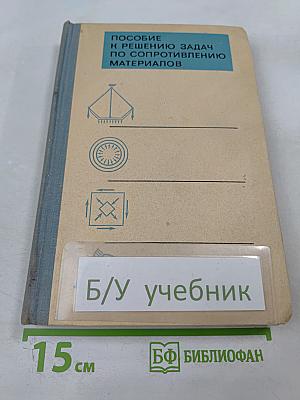 ПОСОБИЕ
К РЕШЕНИЮ ЗАДАЧ
ПО СОПРОТИВЛЕНИЮ
МАТЕРИАЛОВ
Б/У учебник
15 см
БФ БИБЛИОФАН